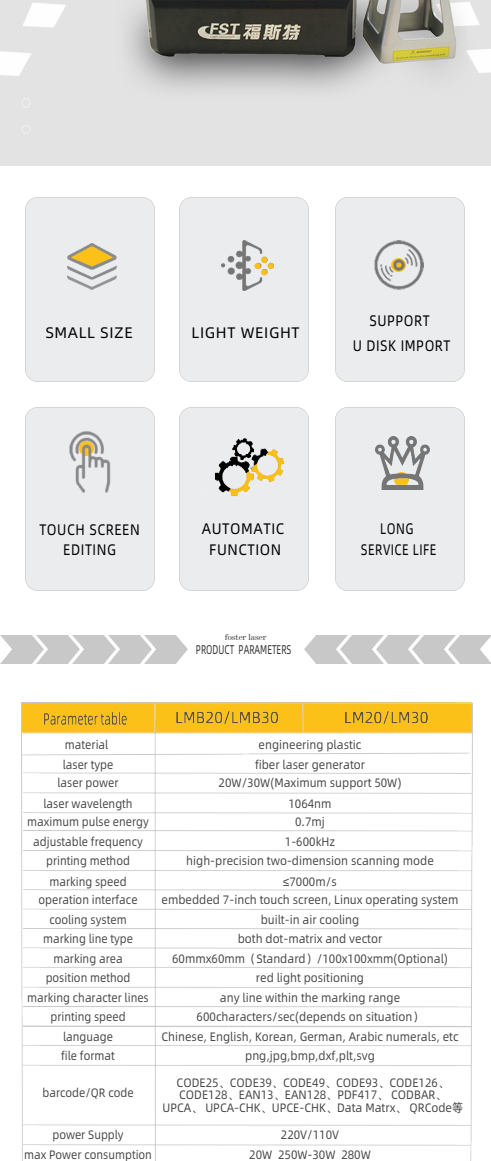 FST 福斯特
SMALL SIZE
LIGHT WEIGHT
SUPPORT
U DISK IMPORT
TOUCH SCREEN
EDITING
AUTOMATIC
FUNCTION
LONG
SERVICE LIFE
foster laser
PRODUCT PARAMETERS
Parameter table LMB20/LMB30 LM20/LM30
material engineering plastic
laser type fiber laser generator
laser power 20W/30W(Maximum support 50W)
laser wavelength 1064nm
maximum pulse energy 0.7mj
adjustable frequency 1-600kHz
printing method high-precision two-dimension scanning mode
marking speed ≤7000m/s
operation interface embedded 7-inch touch screen, Linux operating system
cooling system built-in air cooling
marking line type both dot-matrix and vector
marking area 60mmx60mm（Standard）/100x100xmm(Optional)
position method red light positioning
marking character lines any line within the marking range
printing speed 600characters/sec(depends on situation）
language Chinese, English, Korean, German, Arabic numerals, etc
file format png,jpg,bmp,dxf,plt,svg
barcode/QR code CODE25、CODE39、CODE49、CODE93、CODE126、
CODE128、EAN13、EAN128、PDF417、 CODBAR、
UPCA、 UPCA-CHK、UPCE-CHK、Data Matrx、 QRCode等
power Supply 220V/110V
max Power consumption 20W 250W-30W 280W